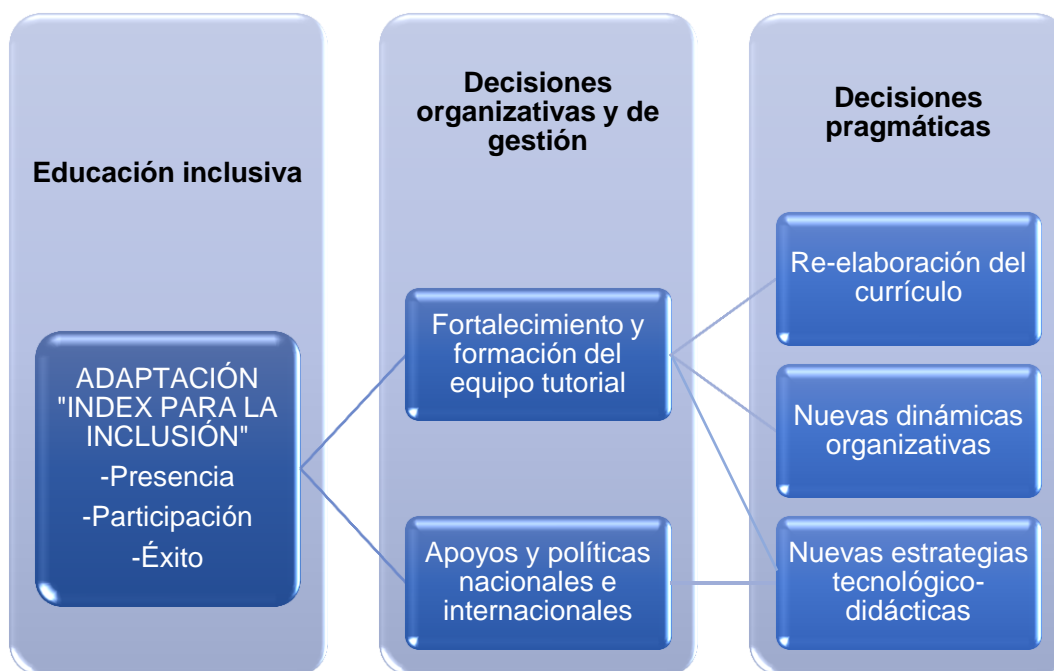 Educación inclusiva
ADAPTACIÓN
"INDEX PARA LA
INCLUSIÓN"
-Presencia
-Participación
-Éxito
Decisiones
organizativas y de
gestión
Fortalecimiento y
formación del
equipo tutorial
Apoyos y políticas
nacionales e
internacionales
Decisiones
pragmáticas
Re-elaboración del
currículo
Nuevas dinámicas
organizativas
Nuevas estrategias
tecnológico-
didácticas